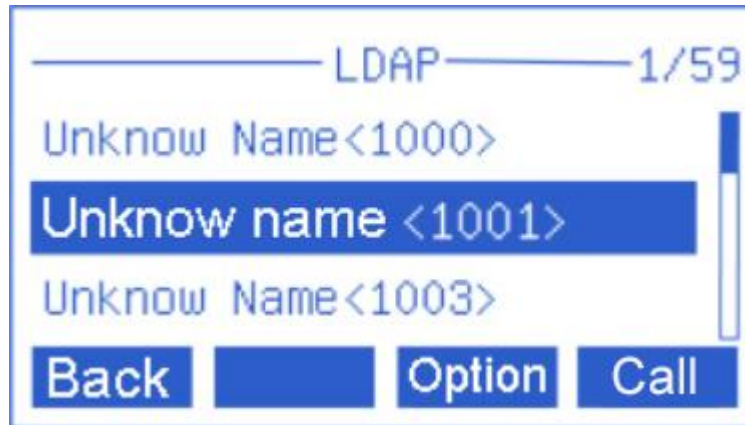 LDAP 1/59
Unknow Name<1000>
Unknow name <1001>
Unknow Name<1003>
Back Option Call